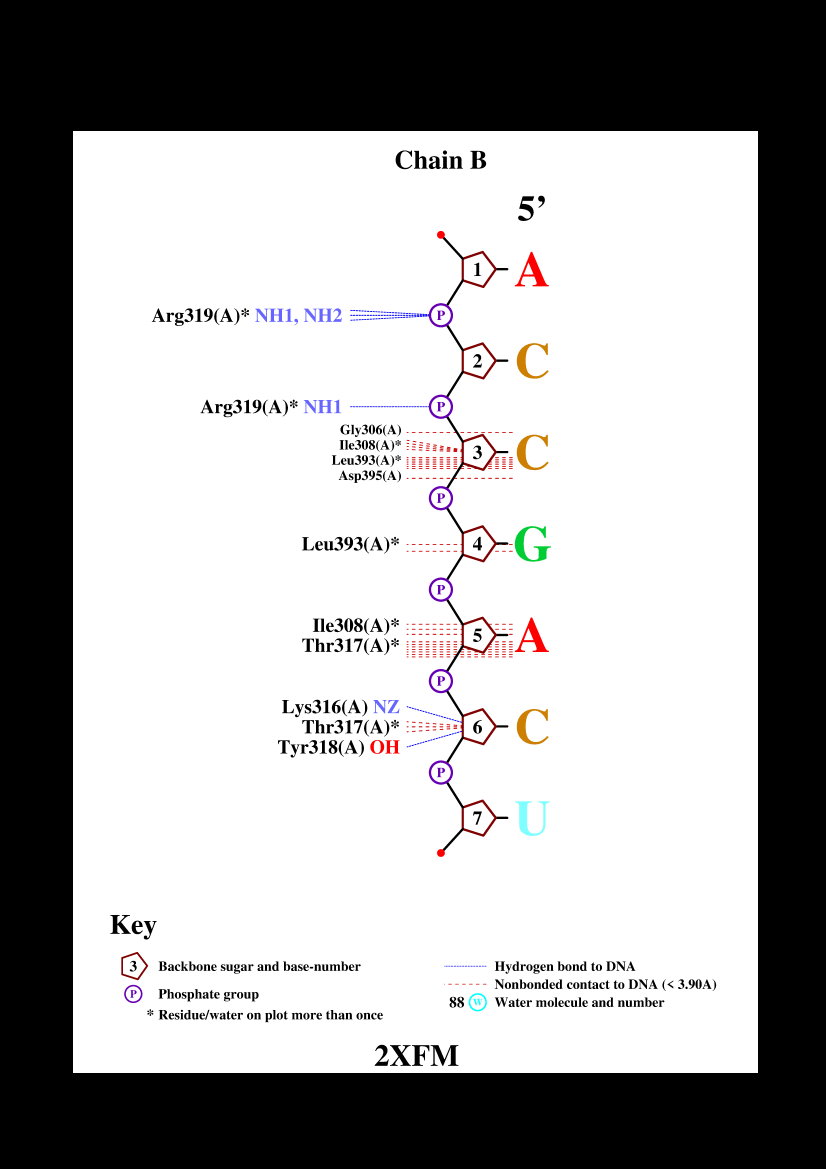 Chain B
5’
1 A
Arg319(A)* NH1, NH2 P
2 C
Arg319(A)* NH1 P
Gly306(A)
Ile308(A)*
3 C
Leu393(A)*
Asp395(A)
P
Leu393(A)* 4 G
P
Ile308(A)*
5 A
Thr317(A)*
P
Lys316(A) NZ
Thr317(A)* 6 C
Tyr318(A) OH
P
7 U
Key
3 Backbone sugar and base-number
P Phosphate group
* Residue/water on plot more than once
Hydrogen bond to DNA
Nonbonded contact to DNA (< 3.90A)
88 W Water molecule and number
2XFM